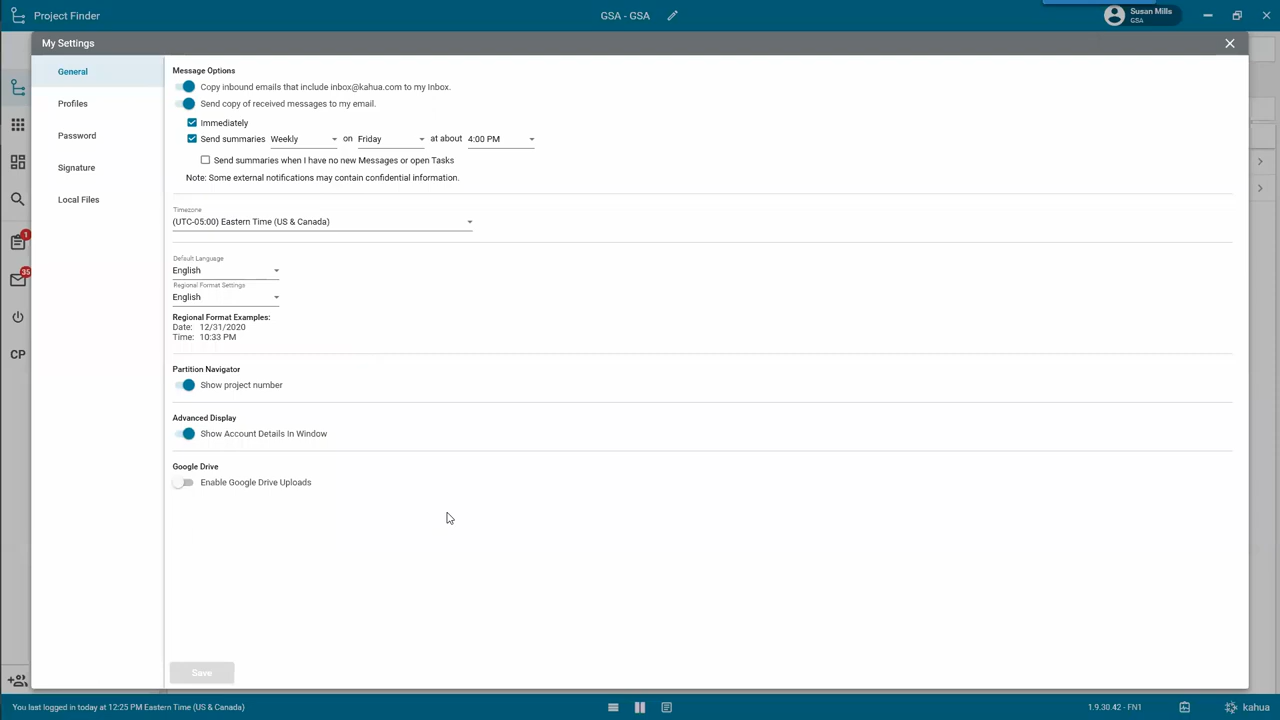 Project Finder
GSA - GSA
Susan Mills
GSA
My Settings
General
Profiles
Password
Signature
Local Files
1
35
CP
Message Options
Copy inbound emails that include inbox@kahua.com to my Inbox.
Send copy of received messages to my email.
Immediately
Send summaries Weekly on Friday at about 4:00 PM
Send summaries when I have no new Messages or open Tasks
Note: Some external notifications may contain confidential information.
Timezone
(UTC-05:00) Eastern Time (US & Canada)
Default Language
English
Regional Format Settings
English
Regional Format Examples:
Date: 12/31/2020
Time: 10:33 PM
Partition Navigator
Show project number
Advanced Display
Show Account Details In Window
Google Drive
Enable Google Drive Uploads
Save
You last logged in today at 12:25 PM Eastern Time (US & Canada)
1.9.30.42 - FN1
kahua